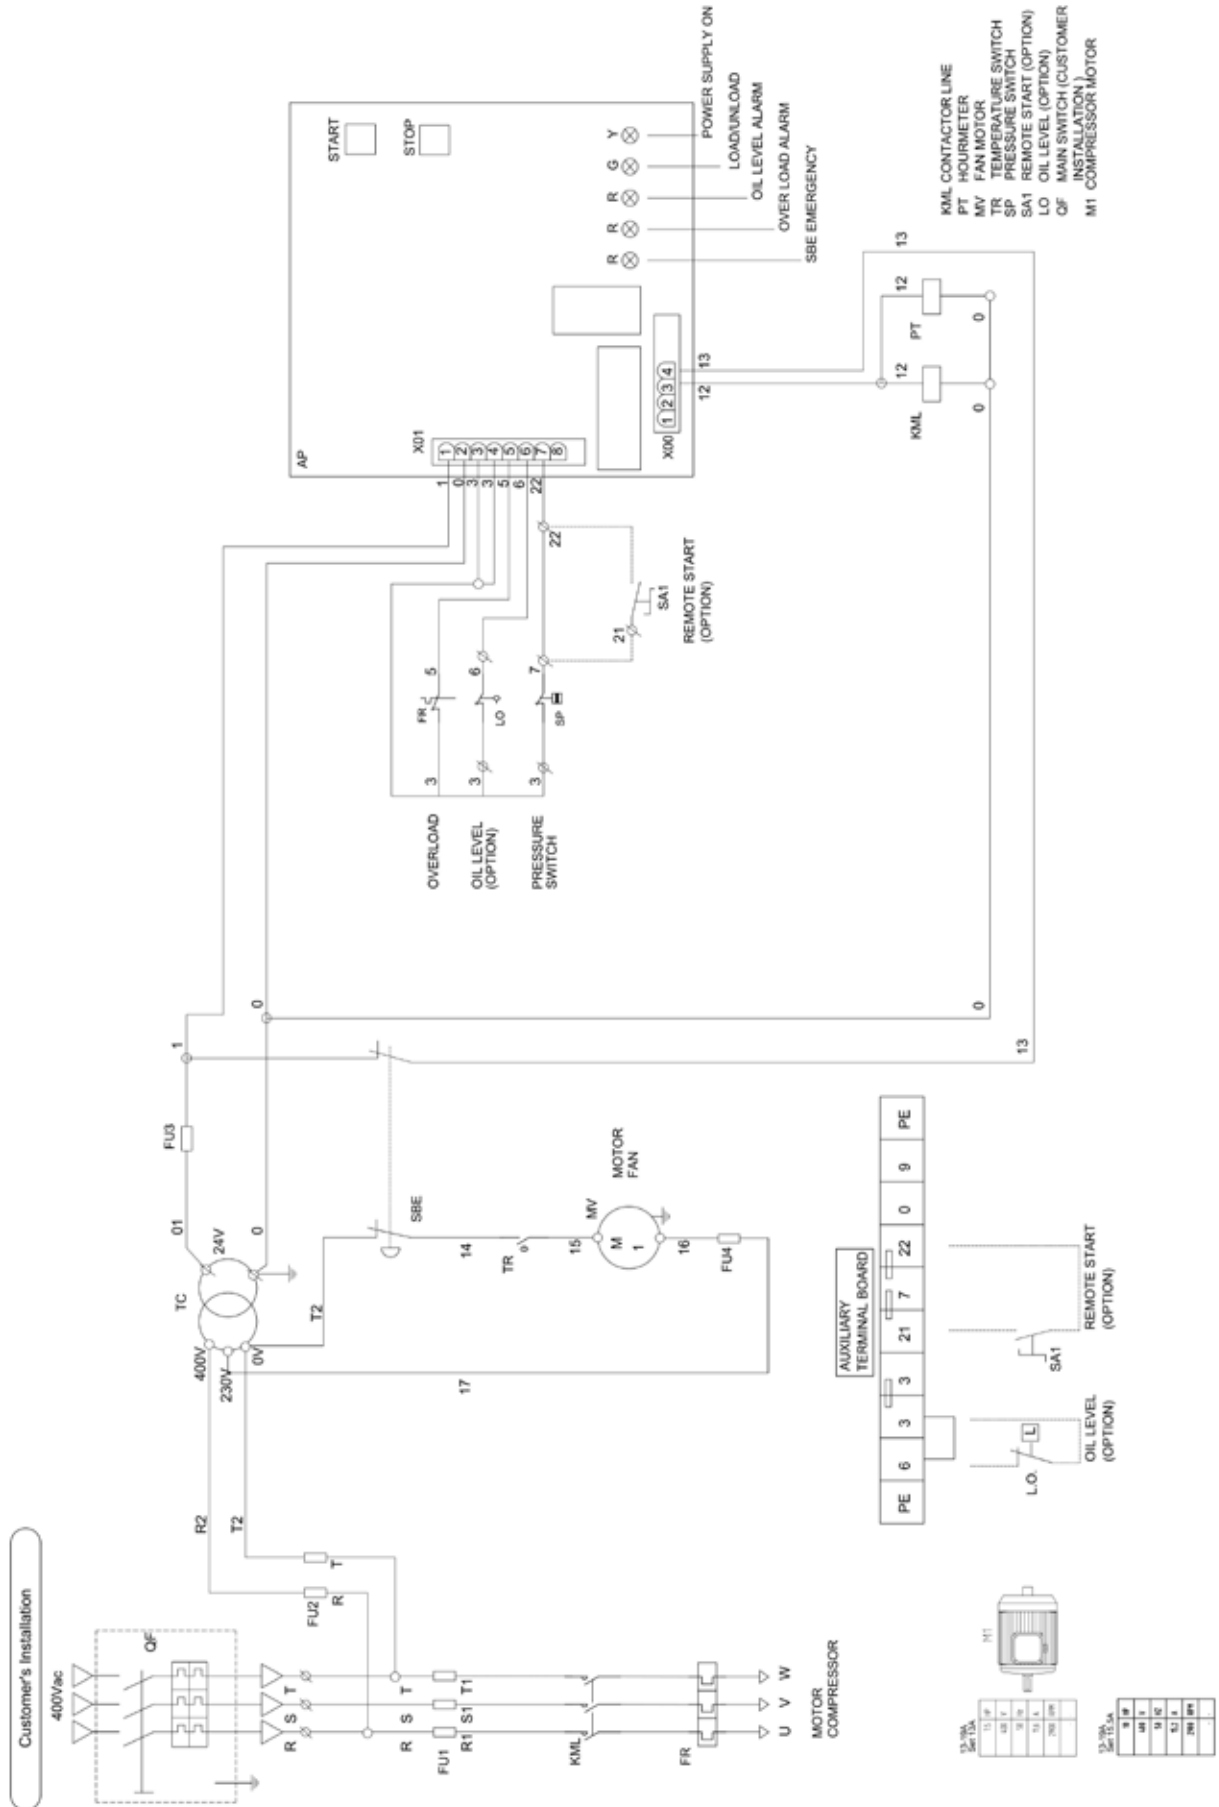 Customer's Installation
400Vac
QF
R
S
T
R
S
T
FU1
R1
S1
T1
KML
FR
U
V
W
MOTOR
COMPRESSOR
FU2
R
T
R2
T2
400V
230V
0V
TC
24V
01
0
FU3
1
0
T2
SBE
14
TR
15
MV
M
1
16
MOTOR
FAN
FU4
17
13
0
OVERLOAD
OIL LEVEL
(OPTION)
PRESSURE
SWITCH
3
FR
5
3
LO
6
3
SP
7
22
21
SA1
REMOTE START
(OPTION)
AP
X01
1
2
3
4
5
6
7
8
1
0
3
3
5
6
22
START
STOP
R
R
R
G
Y
POWER SUPPLY ON
LOAD/UNLOAD
OIL LEVEL ALARM
OVER LOAD ALARM
SBE EMERGENCY
X00
1 2 3 4
12
13
12
12
13
KML
PT
0
0
KML CONTACTOR LINE
PT HOURMETER
MV FAN MOTOR
TR TEMPERATURE SWITCH
SP PRESSURE SWITCH
SA1 REMOTE START (OPTION)
LO OIL LEVEL (OPTION)
QF MAIN SWITCH (CUSTOMER
INSTALLATION )
M1 COMPRESSOR MOTOR
AUXILIARY
TERMINAL BOARD
PE 6 3 3 21 7 22 0 9 PE
L.O.
L
OIL LEVEL
(OPTION)
SA1
REMOTE START
(OPTION)
M1